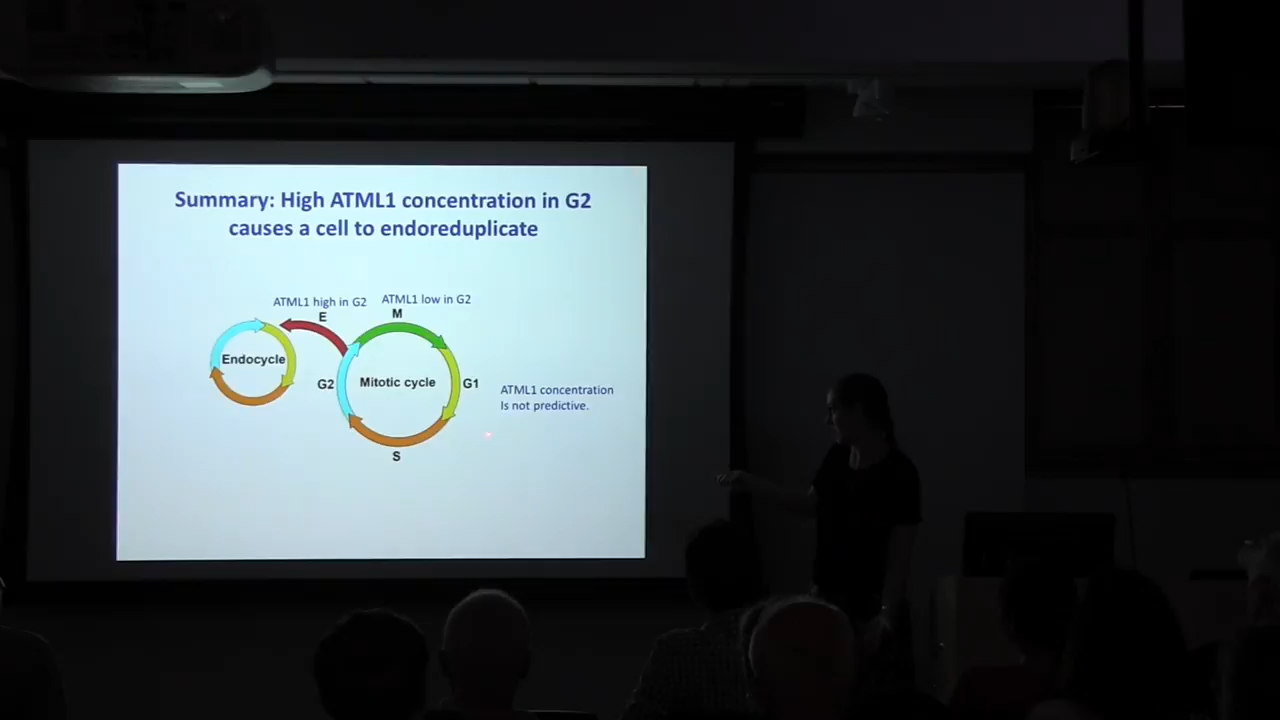 Summary: High ATML1 concentration in G2
causes a cell to endoreduplicate
ATML1 high in G2
ATML1 low in G2
E
M
Endocycle
G2
Mitotic cycle
G1
ATML1 concentration
Is not predictive.
S